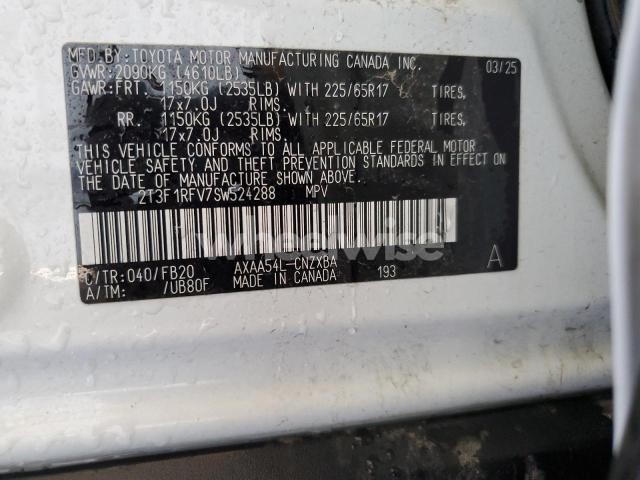 MFD.BY:TOYOTA MOTOR MANUFACTURING CANADA INC. 03/25
GVWR:2090KG (4610LB)
GAWR:FRT. 1150KG (2535LB) WITH 225/65R17 TIRES,
17x7.0J RIMS,
RR. 1150KG (2535LB) WITH 225/65R17 TIRES,
17x7.0J RIMS.
THIS VEHICLE CONFORMS TO ALL APPLICABLE FEDERAL MOTOR
VEHICLE SAFETY AND THEFT PREVENTION STANDARDS IN EFFECT ON
THE DATE OF MANUFACTURE SHOWN ABOVE.
2T3F1RFV7SW524288 MPV
wheelwise
C/TR:040/FB20 AXAA54L-CNZXBA 193 A
A/TM: /UB80F MADE IN CANADA